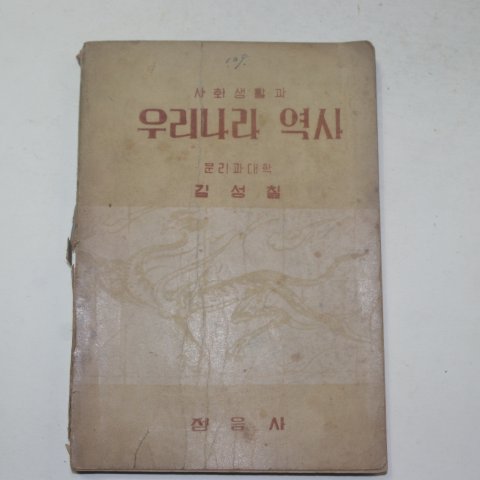 사회생활과
우리나라 역사
문리과대학
김성칠
정음사